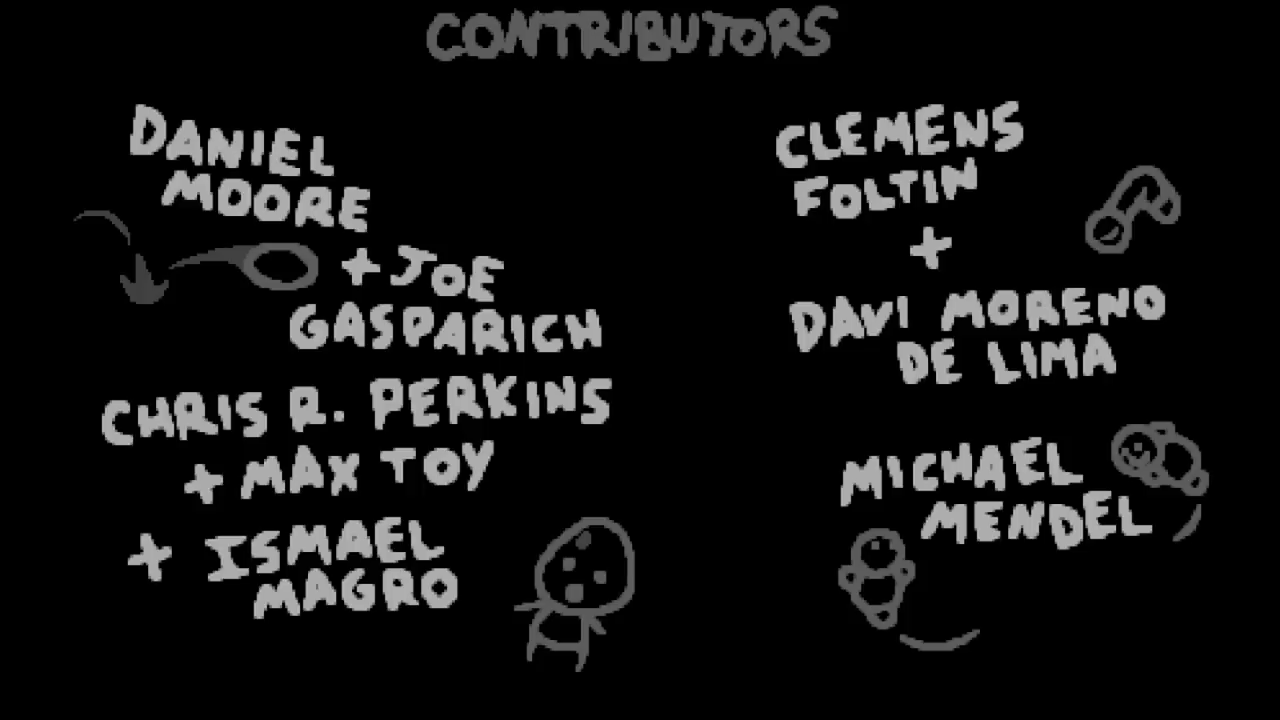 CONTRIBUTORS
DANIEL
MOORE
+ JOE
GASPARICH
CHRIS R. PERKINS
+ MAX TOY
+ ISMAEL
MAGRO
CLEMENS
FOLTIN
+
DAVI MORENO
DE LIMA
MICHAEL
MENDEL